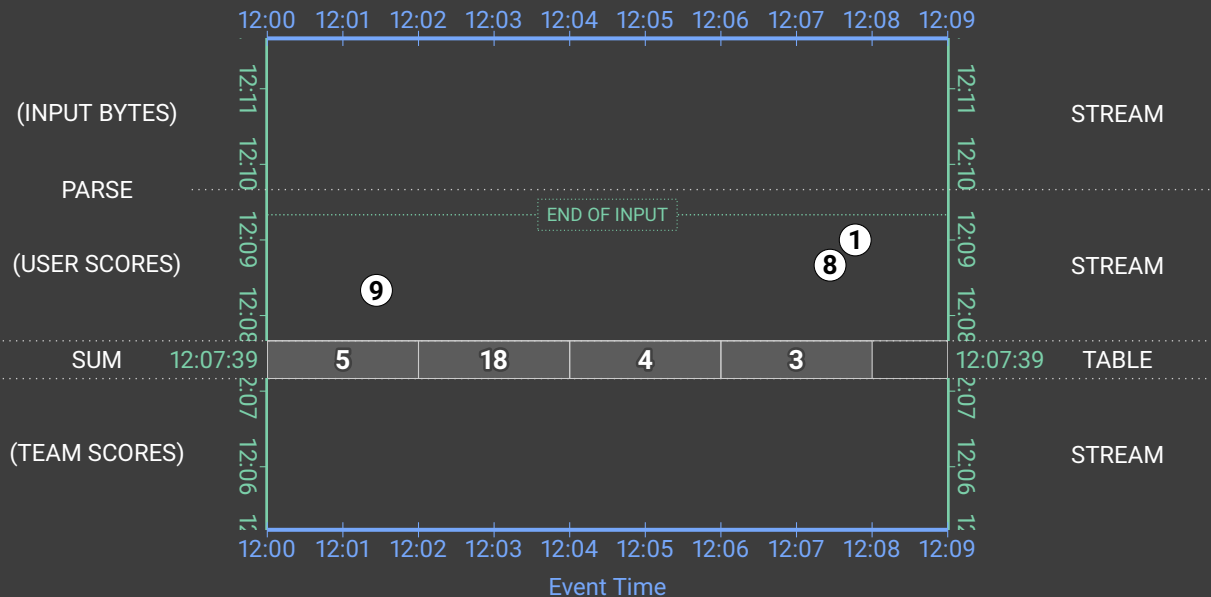 12:00 12:01 12:02 12:03 12:04 12:05 12:06 12:07 12:08 12:09
12:11 12:11
(INPUT BYTES) STREAM
12:10 12:10
PARSE
END OF INPUT
12:09 1 12:09
(USER SCORES) 8 STREAM
9
12:08 12:08
SUM 12:07:39 5 18 4 3 12:07:39 TABLE
2:07 2:07
(TEAM SCORES) 12:06 12:06 STREAM
12:00 12:01 12:02 12:03 12:04 12:05 12:06 12:07 12:08 12:09
Event Time